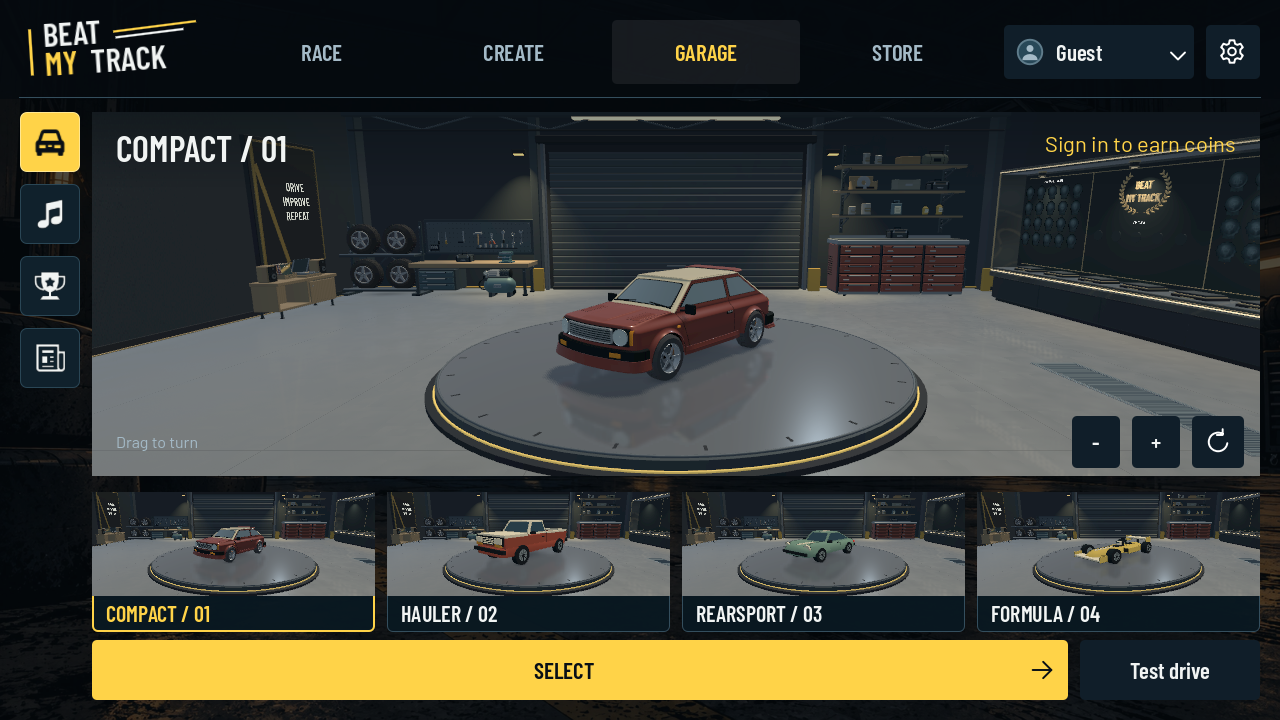 BEAT
MY TRACK
RACE
CREATE
GARAGE
STORE
Guest
COMPACT / 01
Sign in to earn coins
DRIVE
IMPROVE
REPEAT
BEAT
MY TRACK
Drag to turn
-
+
COMPACT / 01
HAULER / 02
REARSPORT / 03
FORMULA / 04
SELECT
Test drive